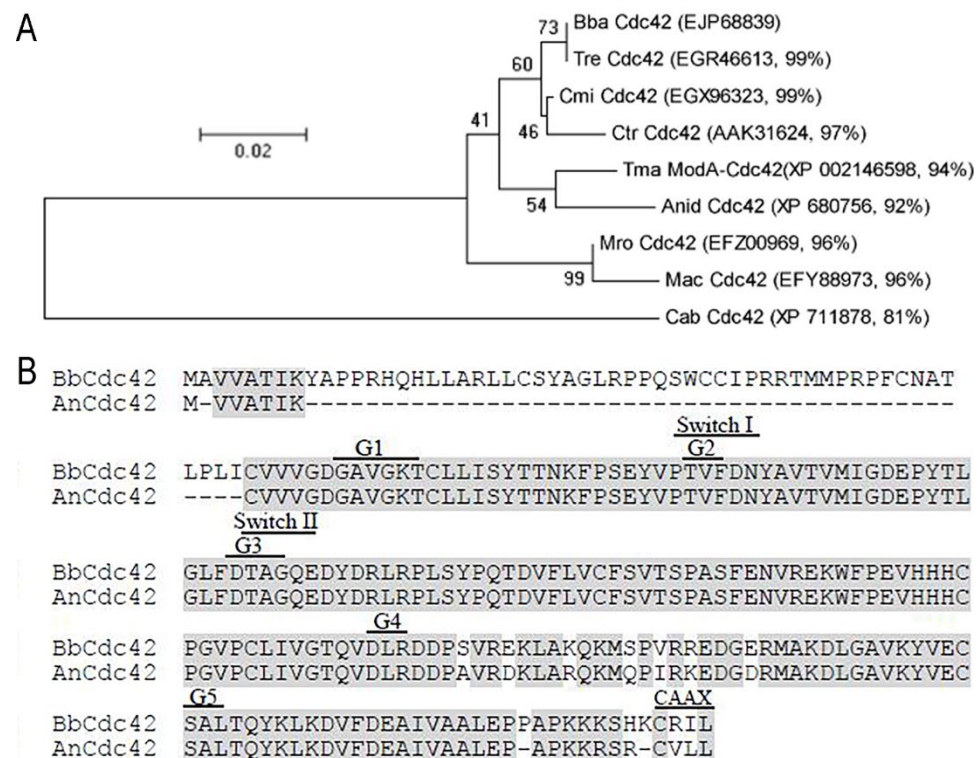 A
73
Bba Cdc42 (EJP68839)
Tre Cdc42 (EGR46613, 99%)
60
Cmi Cdc42 (EGX96323, 99%)
41
46
Ctr Cdc42 (AAK31624, 97%)
0.02
Tma ModA-Cdc42(XP 002146598, 94%)
54
Anid Cdc42 (XP 680756, 92%)
Mro Cdc42 (EFZ00969, 96%)
99
Mac Cdc42 (EFY88973, 96%)
Cab Cdc42 (XP 711878, 81%)
B
BbCdc42 MAVVATIKYAPPRHQHLLARLLCSYAGLRPPQSWCCIPRRTMMPRPFCNAT
AnCdc42 M-VVATIK-------------------------------------------
Switch I
G1 G2
BbCdc42 LPLICVVVGDGAVGKTCLLISYTTNKFPSEYVPTVFDNYAVTVMIGDEPYTL
AnCdc42 ----CVVVGDGAVGKTCLLISYTTNKFPSEYVPTVFDNYAVTVMIGDEPYTL
Switch II
G3
BbCdc42 GLFDTAGQEDYDRLRPLSYPQTDVFLVCFSVTSPASFENVREKWFPEVHHHC
AnCdc42 GLFDTAGQEDYDRLRPLSYPQTDVFLVCFSVTSPASFENVREKWFPEVHHHC
G4
BbCdc42 PGVPCLIVGTQVDLRDDPSVREKLAKQKMSPVRREDGERMAKDLGAVKYVEC
AnCdc42 PGVPCLIVGTQVDLRDDPAVRDKLARQKMQPIRKEDGDRMAKDLGAVKYVEC
G5 CAAX
BbCdc42 SALTQYKLKDVFDEAIVAALEPPAPKKKSHKCRIL
AnCdc42 SALTQYKLKDVFDEAIVAALEP-APKKRSR-CVLL